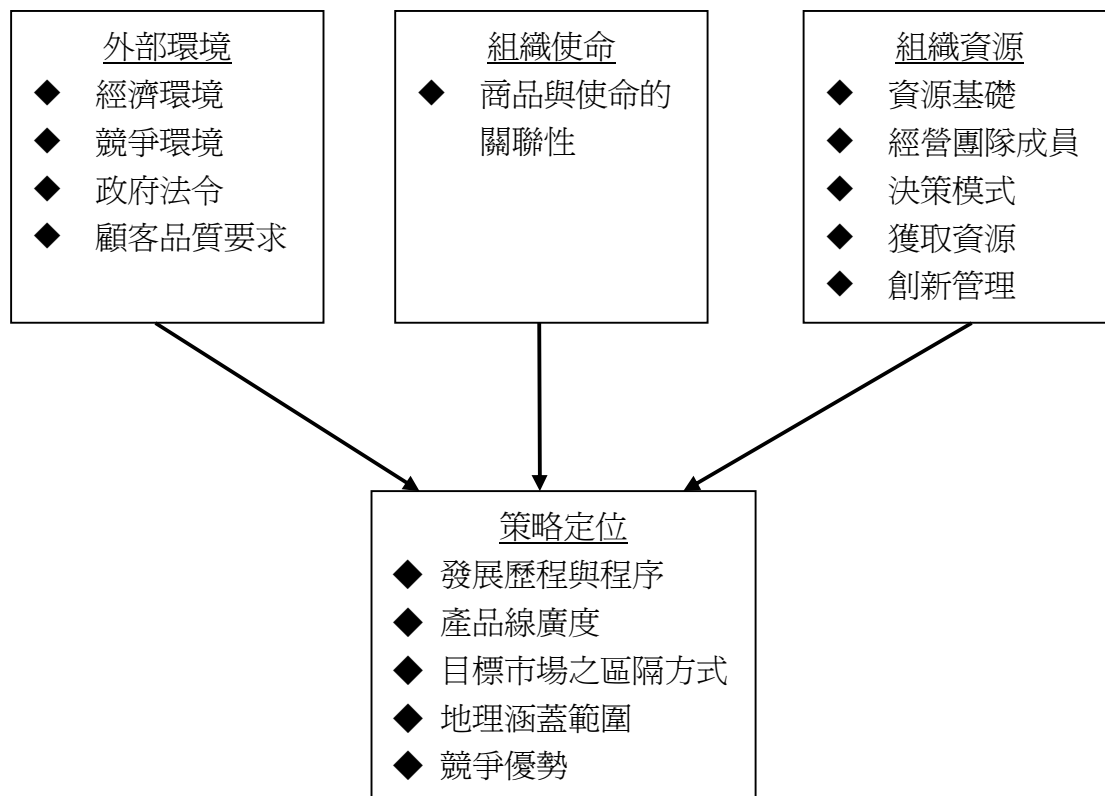 外部環境
◆ 經濟環境
◆ 競爭環境
◆ 政府法令
◆ 顧客品質要求
組織使命
◆ 商品與使命的
關聯性
組織資源
◆ 資源基礎
◆ 經營團隊成員
◆ 決策模式
◆ 獲取資源
◆ 創新管理
策略定位
◆ 發展歷程與程序
◆ 產品線廣度
◆ 目標市場之區隔方式
◆ 地理涵蓋範圍
◆ 競爭優勢